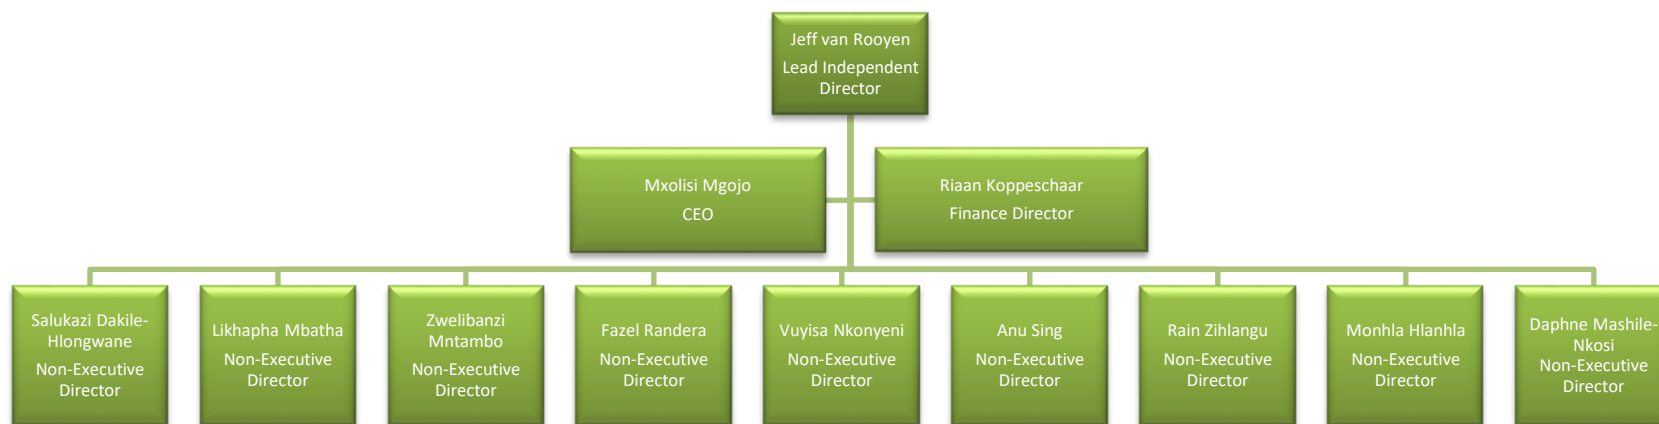 Jeff van Rooyen
Lead Independent
Director
Mxolisi Mgojo
CEO
Riaan Koppeschaar
Finance Director
Salukazi Dakile-
Hlongwane
Non-Executive
Director
Likhapha Mbatha
Non-Executive
Director
Zwelibanzi
Mntambo
Non-Executive
Director
Fazel Randera
Non-Executive
Director
Vuyisa Nkonyeni
Non-Executive
Director
Anu Sing
Non-Executive
Director
Rain Zihlangu
Non-Executive
Director
Monhla Hlanhla
Non-Executive
Director
Daphne Mashile-
Nkosi
Non-Executive
Director